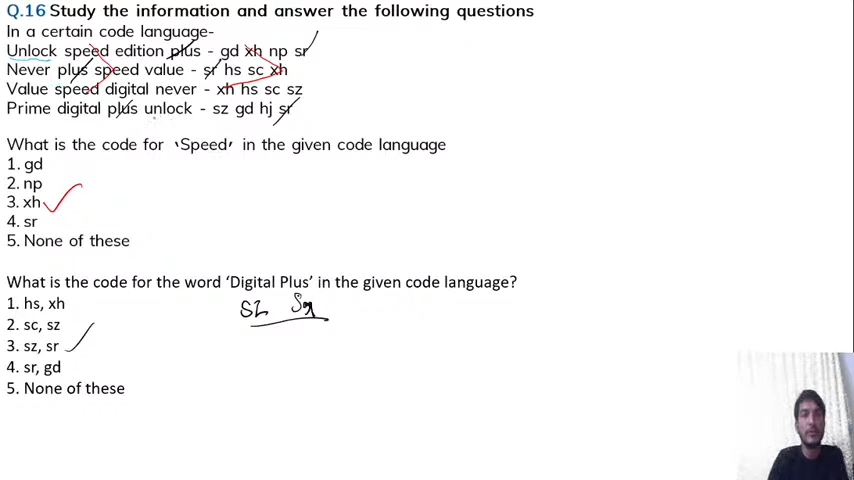 Q.16 Study the information and answer the following questions
In a certain code language-
Unlock speed edition plus - gd xh np sr
Never plus speed value - sr hs sc xh
Value speed digital never - xh hs sc sz
Prime digital plus unlock - sz gd hj sr
What is the code for 'Speed' in the given code language
1. gd
2. np
3. xh
4. sr
5. None of these
What is the code for the word 'Digital Plus' in the given code language?
1. hs, xh
2. sc, sz
3. sz, sr
4. sr, gd
5. None of these
sz sr